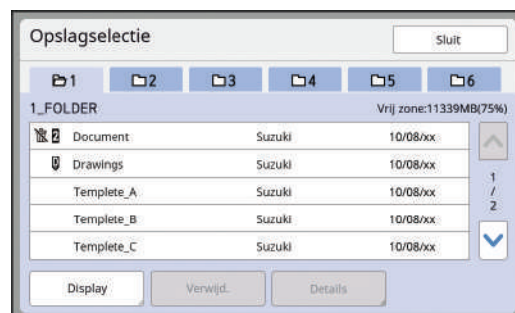 Opslagselectie Sluit
1 2 3 4 5 6
1_FOLDER Vrij zone:11339MB(75%)
2 Document Suzuki 10/08/xx
Drawings Suzuki 10/08/xx
Templete_A Suzuki 10/08/xx
Templete_B Suzuki 10/08/xx
Templete_C Suzuki 10/08/xx
1
/
2
Display Verwijd. Details